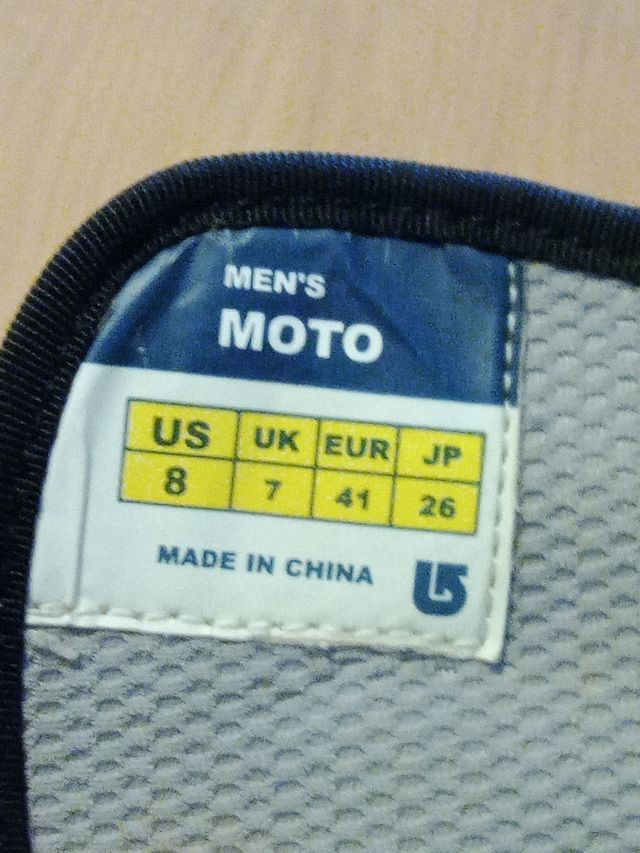 MEN'S
MOTO
US UK EUR JP
8 7 41 26
MADE IN CHINA